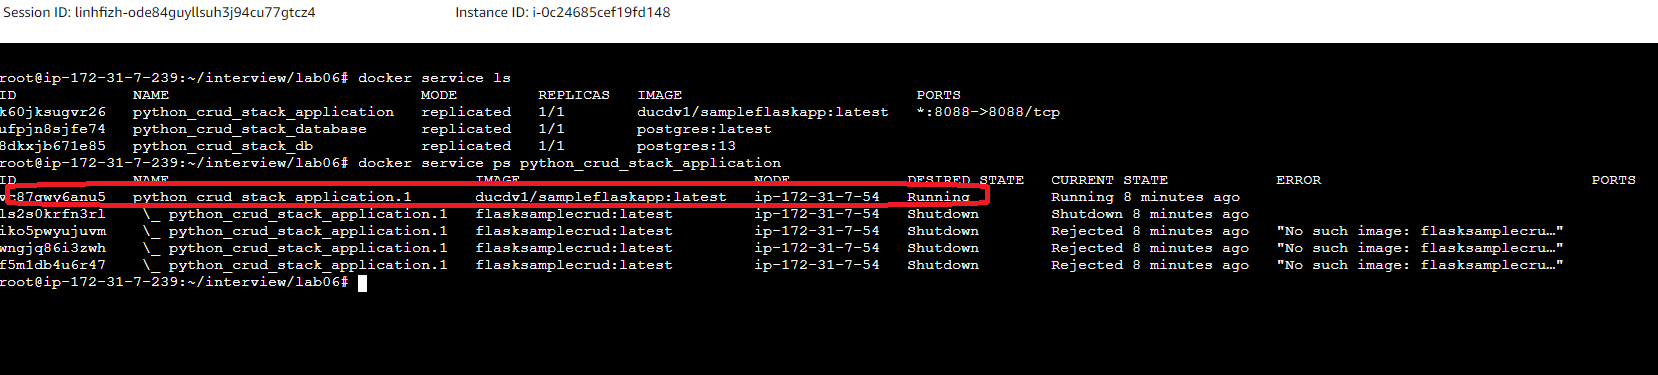 Session ID: linhfizh-ode84guyllsuh3j94cu77gtcz4 Instance ID: i-0c24685cef19fd148
root@ip-172-31-7-239:~/interview/lab06# docker service ls
ID NAME MODE REPLICAS IMAGE PORTS
k60jksugvr26 python_crud_stack_application replicated 1/1 ducdv1/sampleflaskapp:latest *:8088->8088/tcp
ufpjn8sjfe74 python_crud_stack_database replicated 1/1 postgres:latest
8dkxjb671e85 python_crud_stack_db replicated 1/1 postgres:13
root@ip-172-31-7-239:~/interview/lab06# docker service ps python_crud_stack_application
ID NAME IMAGE NODE DESIRED STATE CURRENT STATE ERROR PORTS
python_crud_stack_application.1 ducdv1/sampleflaskapp:latest ip-172-31-7-54 Running Running 8 minutes ago
ls2s0krfn3rl \_ python_crud_stack_application.1 flasksamplecrud:latest ip-172-31-7-54 Shutdown Shutdown 8 minutes ago
iko5pwyujuvm \_ python_crud_stack_application.1 flasksamplecrud:latest ip-172-31-7-54 Shutdown Rejected 8 minutes ago "No such image: flasksamplecru…"
wngjq86i3zwh \_ python_crud_stack_application.1 flasksamplecrud:latest ip-172-31-7-54 Shutdown Rejected 8 minutes ago "No such image: flasksamplecru…"
f5m1db4u6r47 \_ python_crud_stack_application.1 flasksamplecrud:latest ip-172-31-7-54 Shutdown Rejected 8 minutes ago "No such image: flasksamplecru…"
root@ip-172-31-7-239:~/interview/lab06#